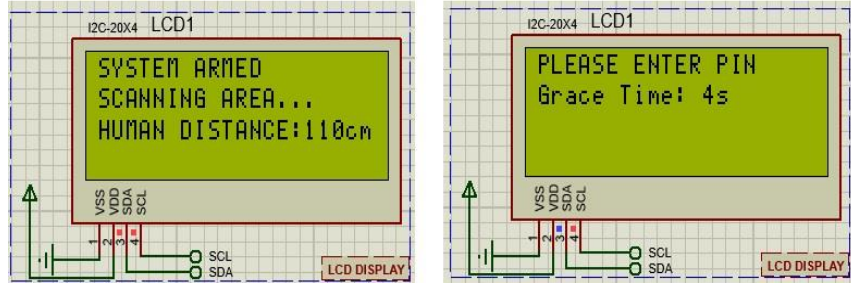 I2C-20X4 LCD1
SYSTEM ARMED
SCANNING AREA...
HUMAN DISTANCE:110cm
VSS
VDD
SDA
SCL
1
2
3
4
SCL
SDA
LCD DISPLAY
I2C-20X4 LCD1
PLEASE ENTER PIN
Grace Time: 4s
VSS
VDD
SDA
SCL
1
2
3
4
SCL
SDA
LCD DISPLAY